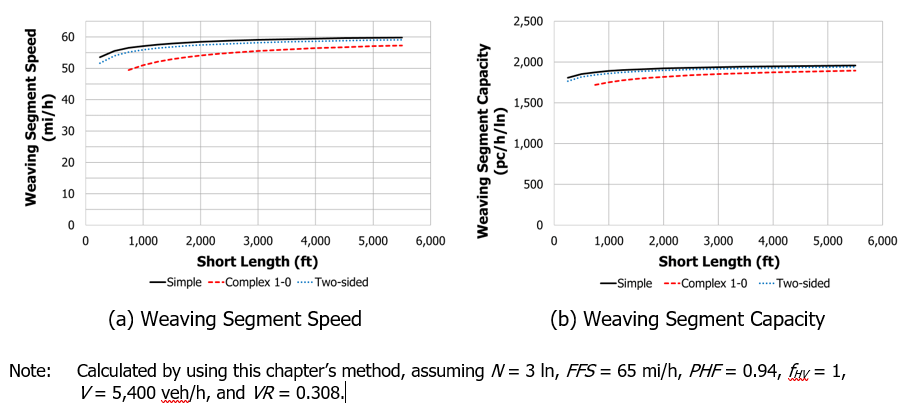 Weaving Segment Speed
(mi/h)
60
50
40
30
20
10
0
0 1,000 2,000 3,000 4,000 5,000 6,000
Short Length (ft)
Simple Complex 1-0 Two-sided
(a) Weaving Segment Speed
Weaving Segment Capacity
(pc/h/ln)
2,500
2,000
1,500
1,000
500
0
0 1,000 2,000 3,000 4,000 5,000 6,000
Short Length (ft)
Simple Complex 1-0 Two-sided
(b) Weaving Segment Capacity
Note: Calculated by using this chapter's method, assuming N = 3 ln, FFS = 65 mi/h, PHF = 0.94, fHV = 1,
V = 5,400 veh/h, and VR = 0.308.